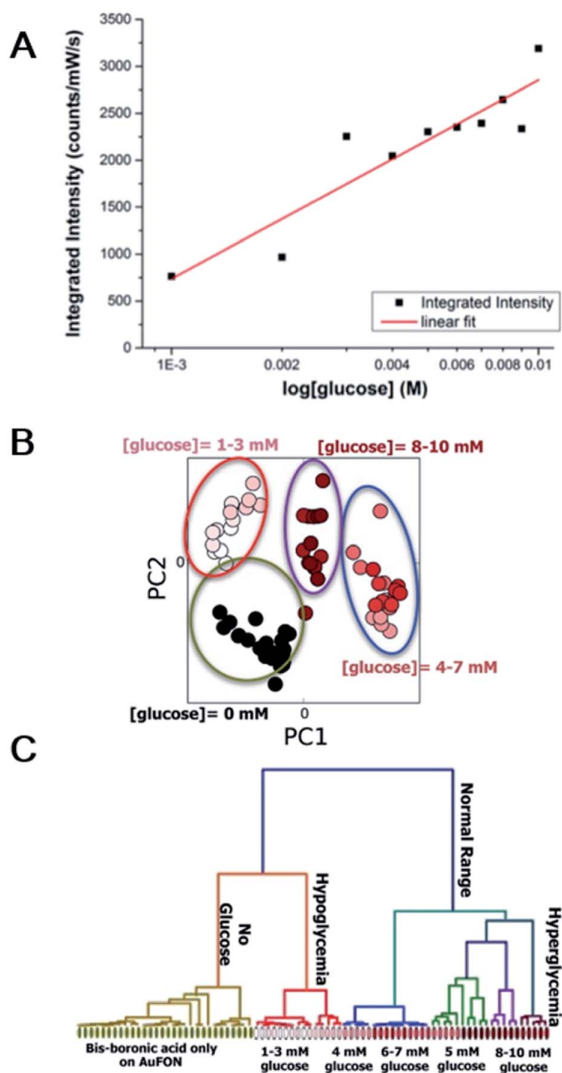 A
3500
3000
2500
2000
1500
1000
500
0
Integrated Intensity (counts/mW/s)
Integrated Intensity
linear fit
1E-3
0.002
0.004
0.006
0.008
0.01
log[glucose] (M)
B
[glucose]= 1-3 mM
[glucose]= 8-10 mM
PC2
0
[glucose]= 4-7 mM
[glucose]= 0 mM
0
PC1
C
No
Glucose
Hypoglycemia
Normal Range
Hyperglycemia
Bis-boronic acid only
on AuFON
1-3 mM
glucose
4 mM
glucose
6-7 mM
glucose
5 mM
glucose
8-10 mM
glucose